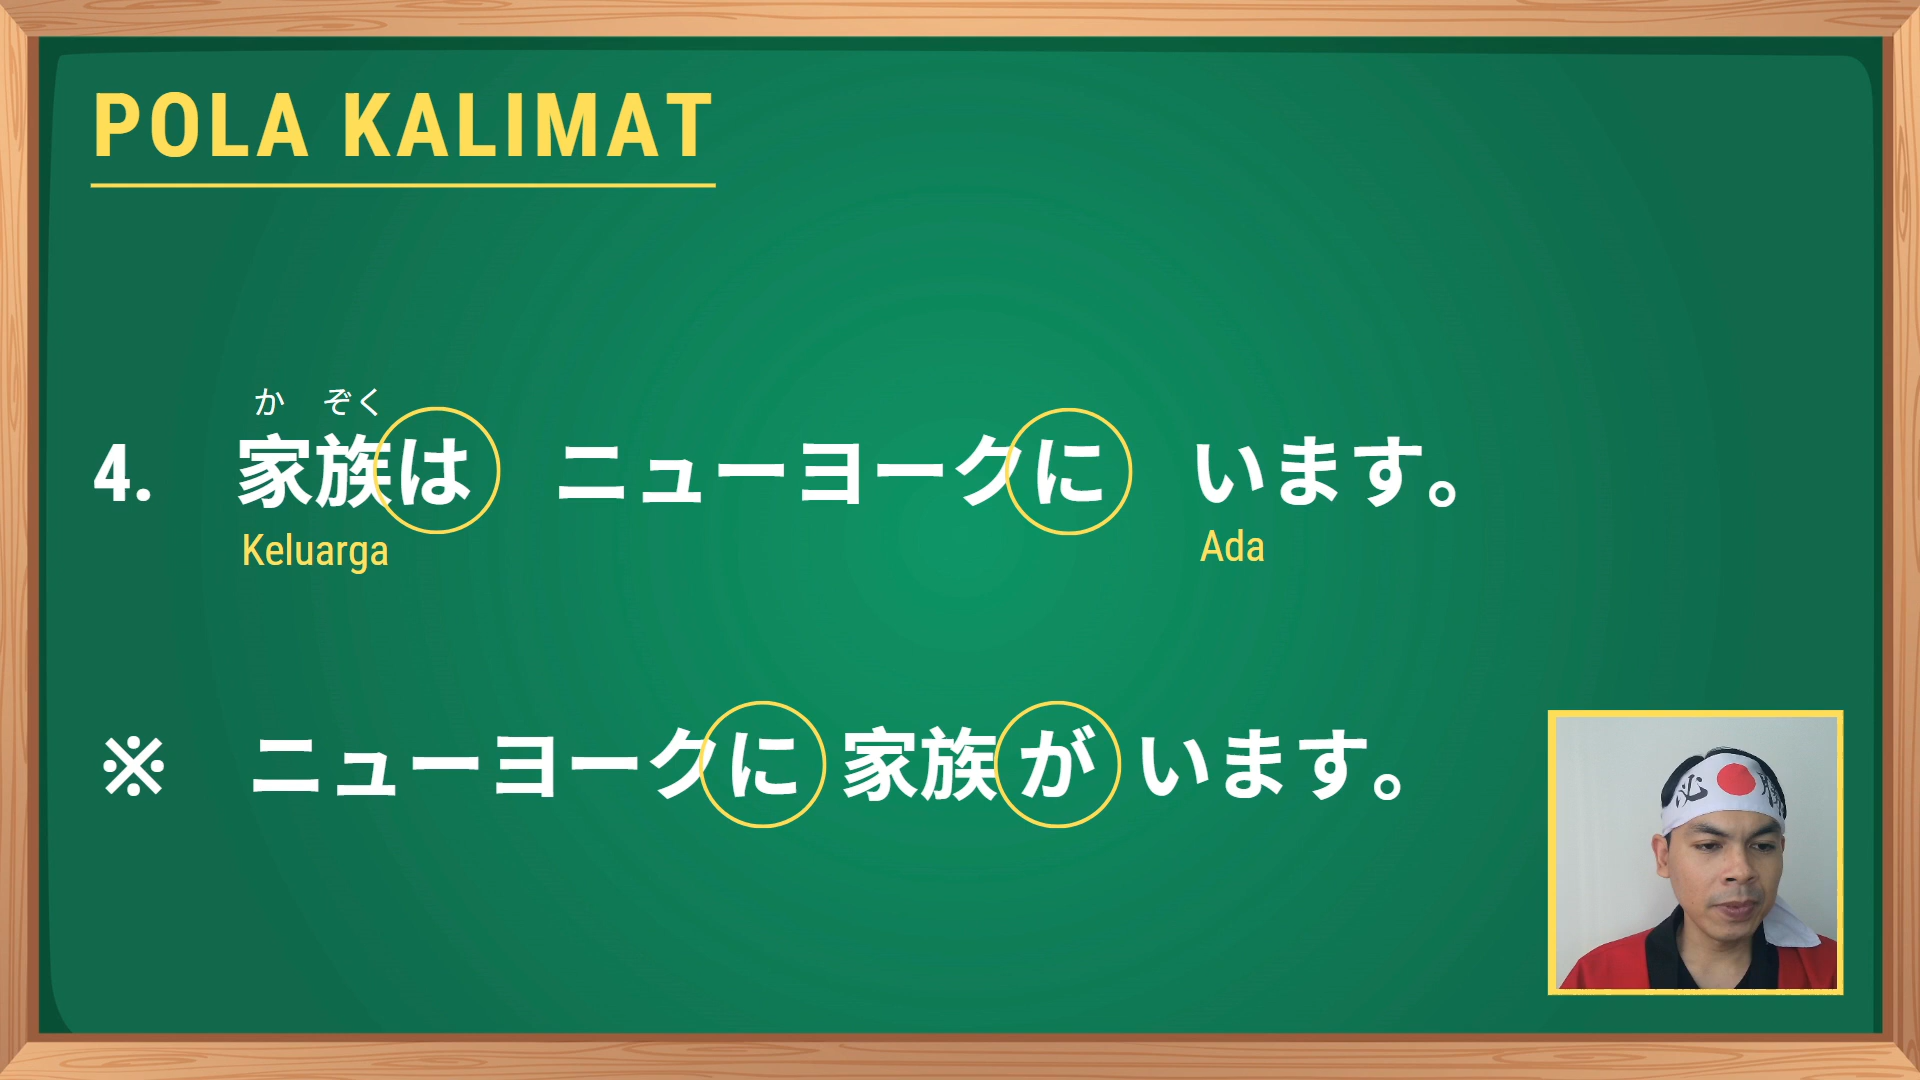 POLA KALIMAT
か ぞく
4. 家族は ニューヨークに います。
Keluarga Ada
※ ニューヨークに 家族 が います。
必